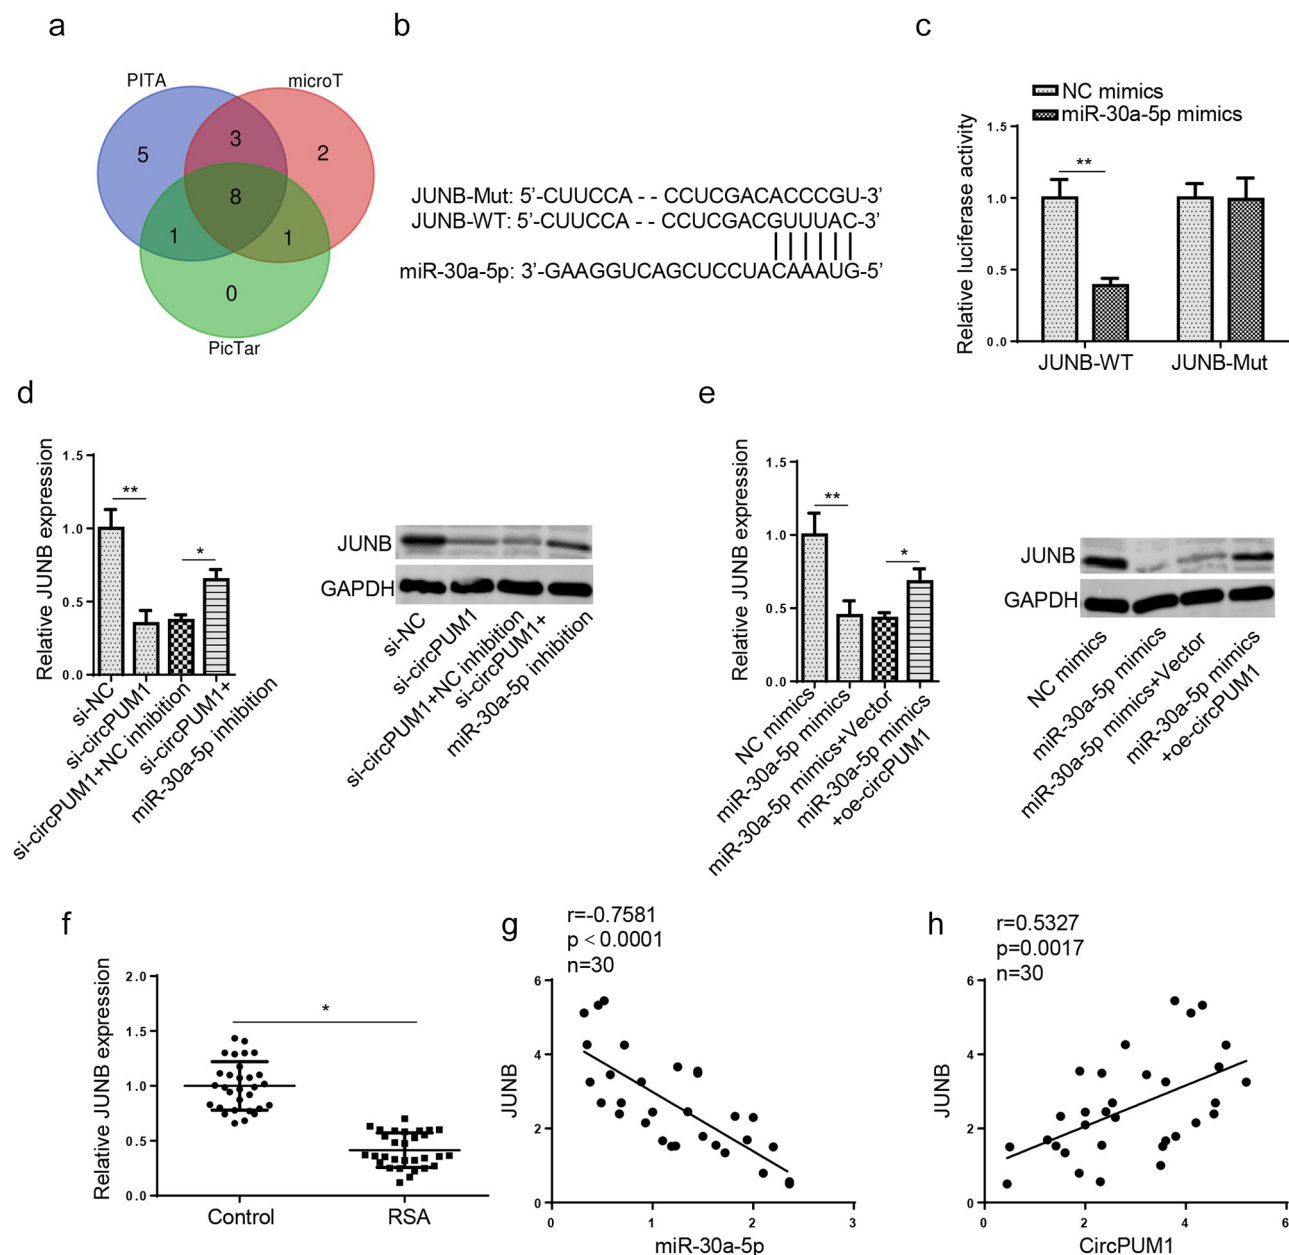 a
PITA
microT
5
3
2
8
1
1
0
PicTar
b
JUNB-Mut: 5’-CUUCCA - - CCUCGACACCCGU-3’
JUNB-WT: 5’-CUUCCA - - CCUCGACGUUUAC-3’
miR-30a-5p: 3’-GAAGGUCAGCUCCUACAAAUG-5’
c
NC mimics
miR-30a-5p mimics
Relative luciferase activity
1.5
1.0
0.5
0.0
**
JUNB-WT
JUNB-Mut
d
Relative JUNB expression
1.5
1.0
0.5
0.0
**
*
si-NC
si-circPUM1
si-circPUM1+NC inhibition
si-circPUM1+
miR-30a-5p inhibition
JUNB
GAPDH
si-NC
si-circPUM1
si-circPUM1+NC inhibition
si-circPUM1+
miR-30a-5p inhibition
e
Relative JUNB expression
1.5
1.0
0.5
0.0
**
*
NC mimics
miR-30a-5p mimics
miR-30a-5p mimics+Vector
miR-30a-5p mimics
+oe-circPUM1
JUNB
GAPDH
NC mimics
miR-30a-5p mimics
miR-30a-5p mimics+Vector
miR-30a-5p mimics
+oe-circPUM1
f
Relative JUNB expression
2.0
1.5
1.0
0.5
0.0
*
Control
RSA
g
r=-0.7581
p < 0.0001
n=30
JUNB
6
4
2
0
0
1
2
3
miR-30a-5p
h
r=0.5327
p=0.0017
n=30
JUNB
6
4
2
0
0
2
4
6
CircPUM1